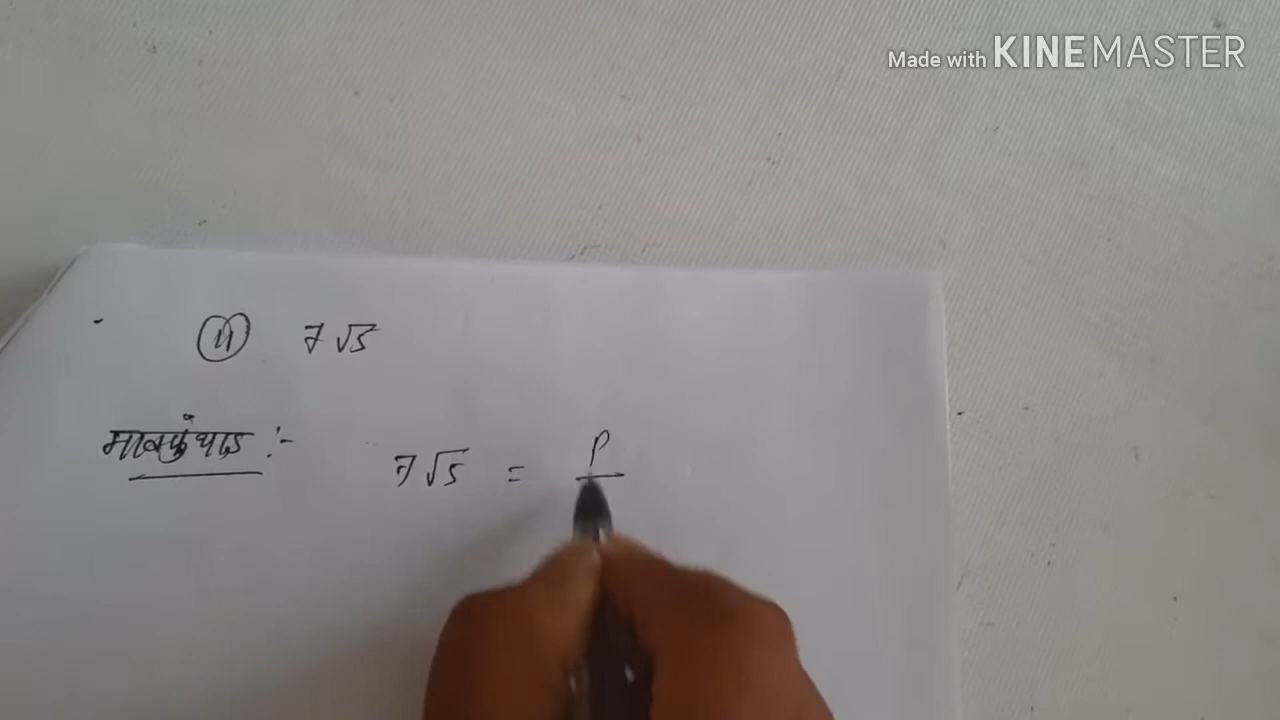 Made with KINEMASTER
(ii) 7√5
:-
7√5 = P